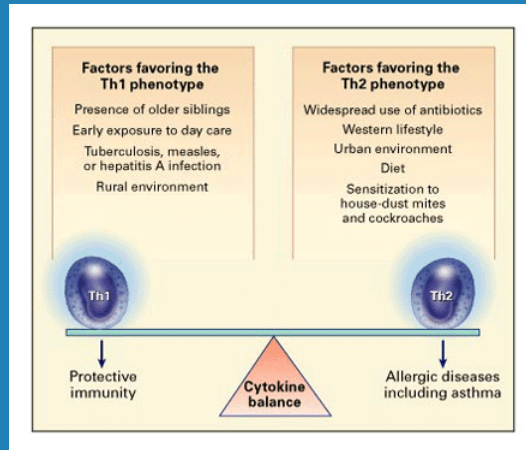 Factors favoring the
Th1 phenotype
Presence of older siblings
Early exposure to day care
Tuberculosis, measles,
or hepatitis A infection
Rural environment
Factors favoring the
Th2 phenotype
Widespread use of antibiotics
Western lifestyle
Urban environment
Diet
Sensitization to
house-dust mites
and cockroaches
Th1
Th2
Protective
immunity
Cytokine
balance
Allergic diseases
including asthma